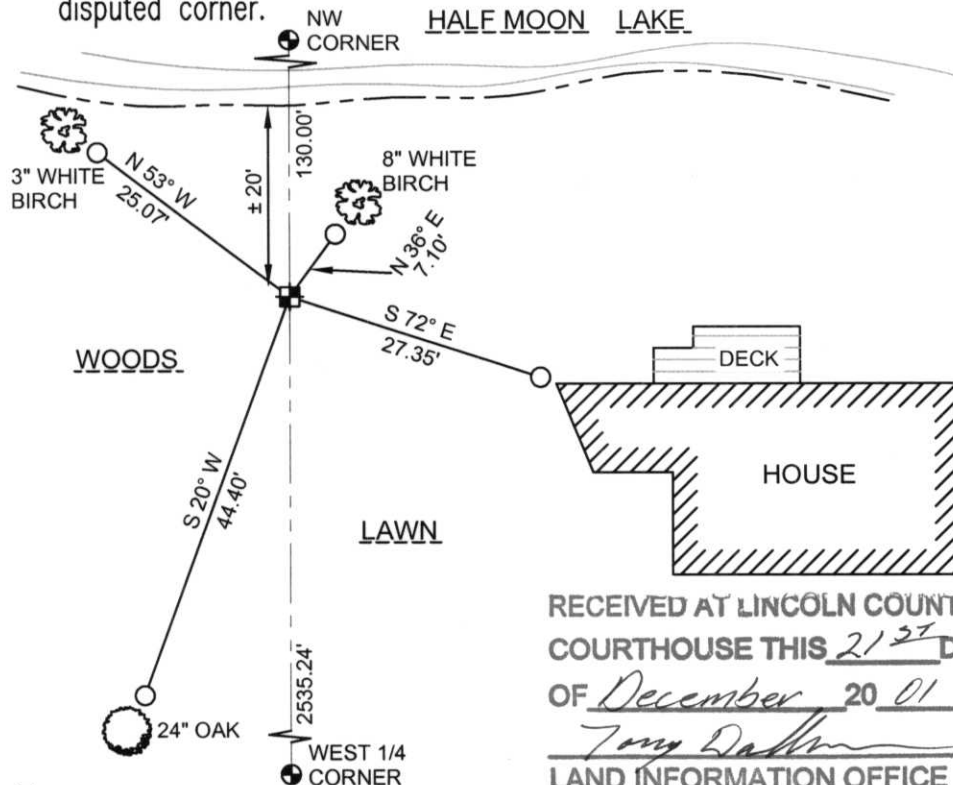 disputed corner.
NW
CORNER
HALF MOON LAKE
3" WHITE
BIRCH
N 53° W
25.07'
± 20'
130.00'
8" WHITE
BIRCH
N 36° E
7.10'
S 72° E
27.35'
WOODS
DECK
HOUSE
S 20° W
44.40'
LAWN
24" OAK
2535.24'
WEST 1/4
CORNER
RECEIVED AT LINCOLN COUNT
COURTHOUSE THIS 21ST D
OF December 20 01
Tony
LAND INFORMATION OFFICE